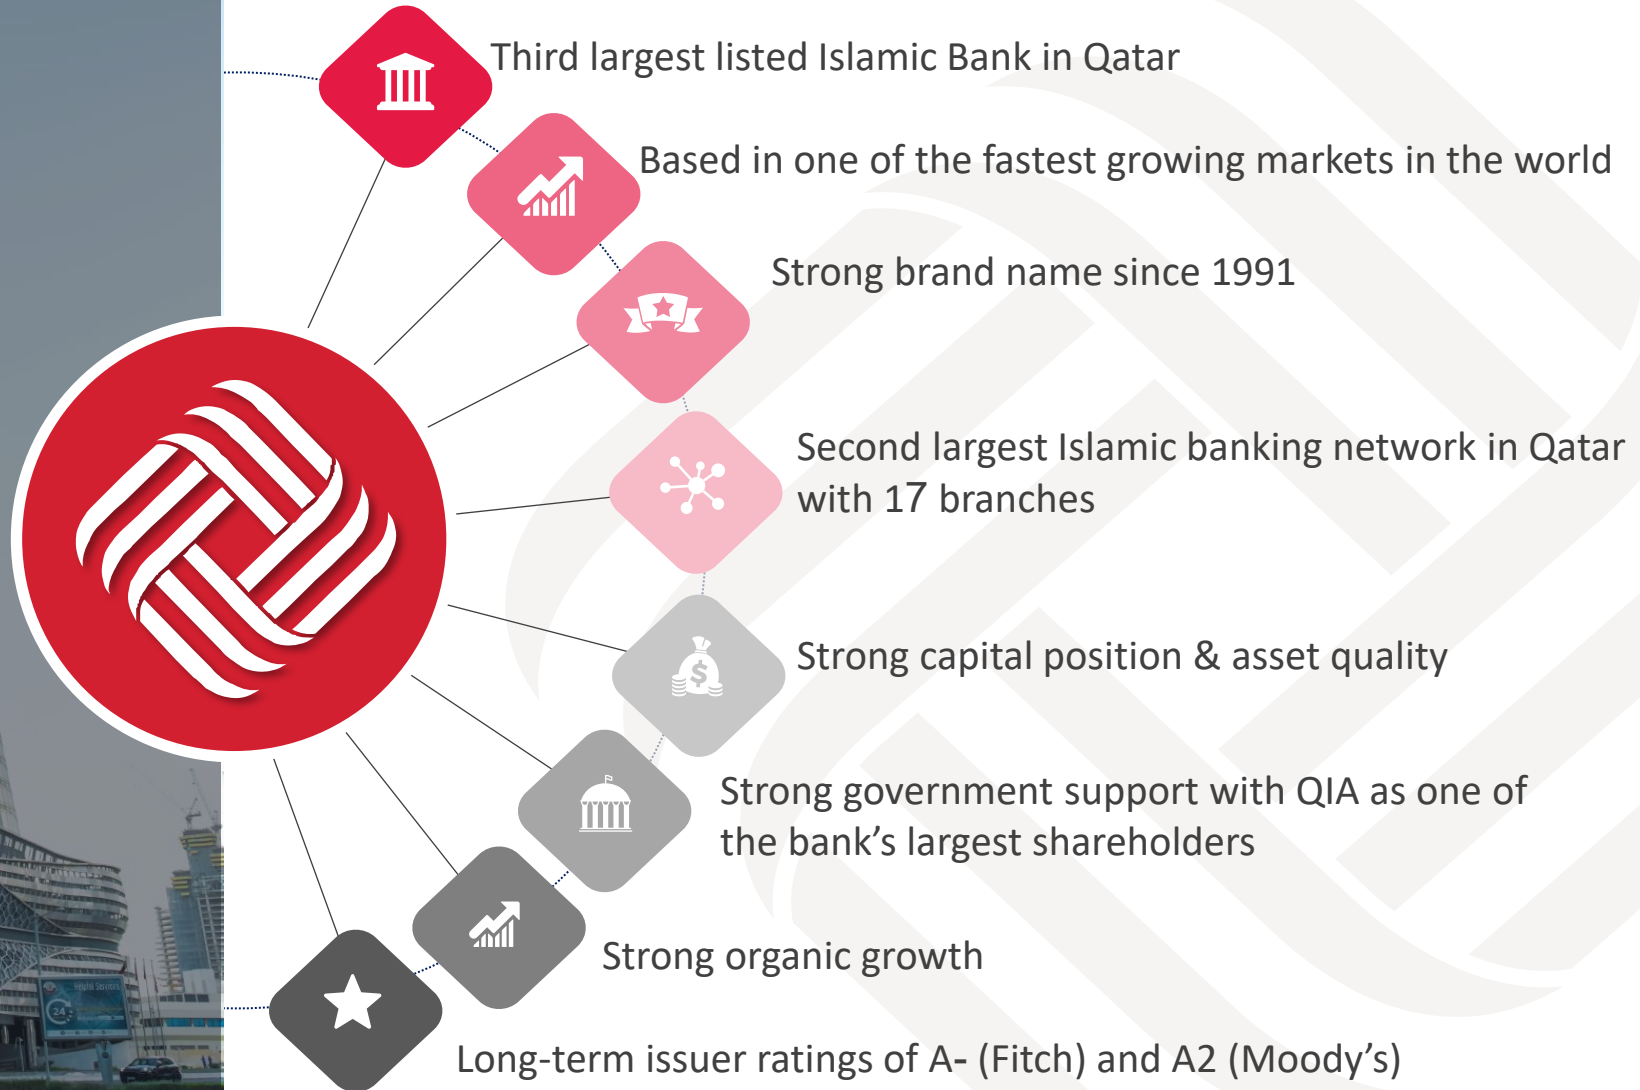 Third largest listed Islamic Bank in Qatar
Based in one of the fastest growing markets in the world
Strong brand name since 1991
Second largest Islamic banking network in Qatar
with 17 branches
Strong capital position & asset quality
Strong government support with QIA as one of
the bank’s largest shareholders
Strong organic growth
Long-term issuer ratings of A- (Fitch) and A2 (Moody’s)
24